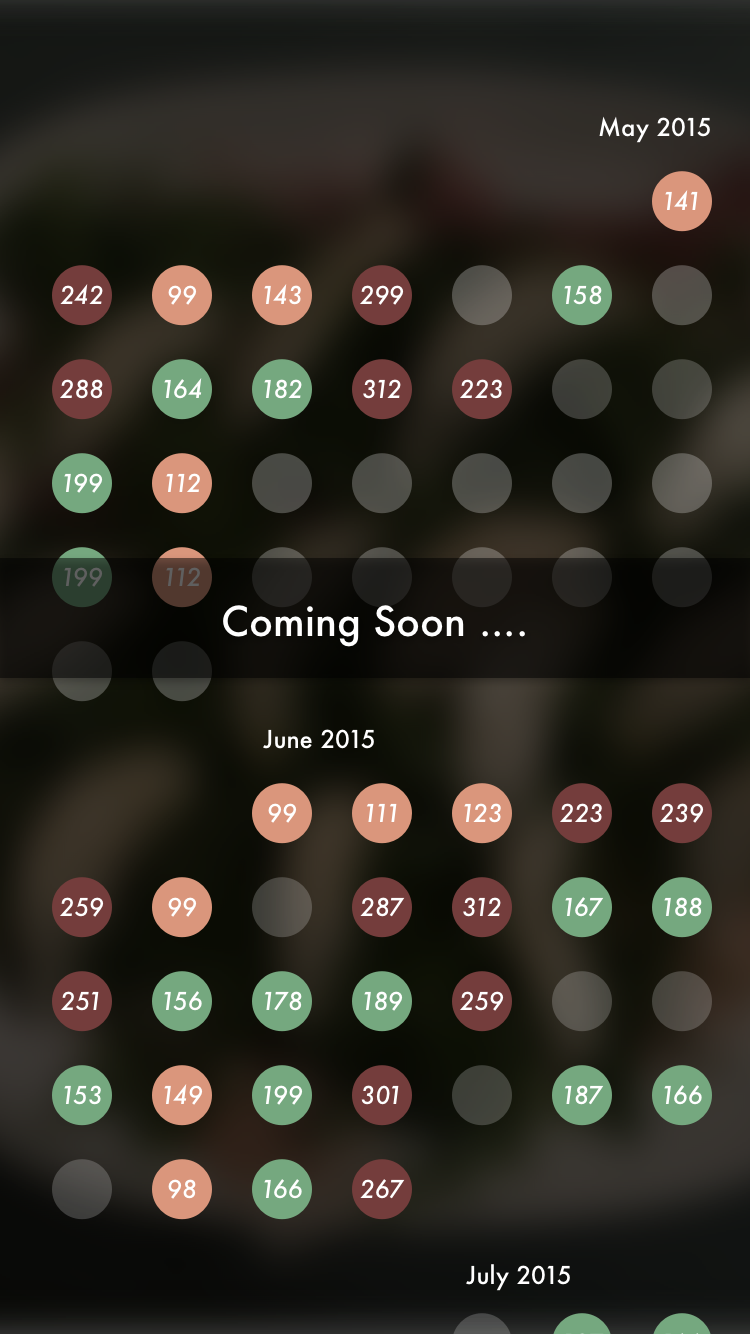 May 2015
141
242 99 143 299 158
288 164 182 312 223
199 112
199 112
Coming Soon ....
June 2015
99 111 123 223 239
259 99 287 312 167 188
251 156 178 189 259
153 149 199 301 187 166
98 166 267
July 2015